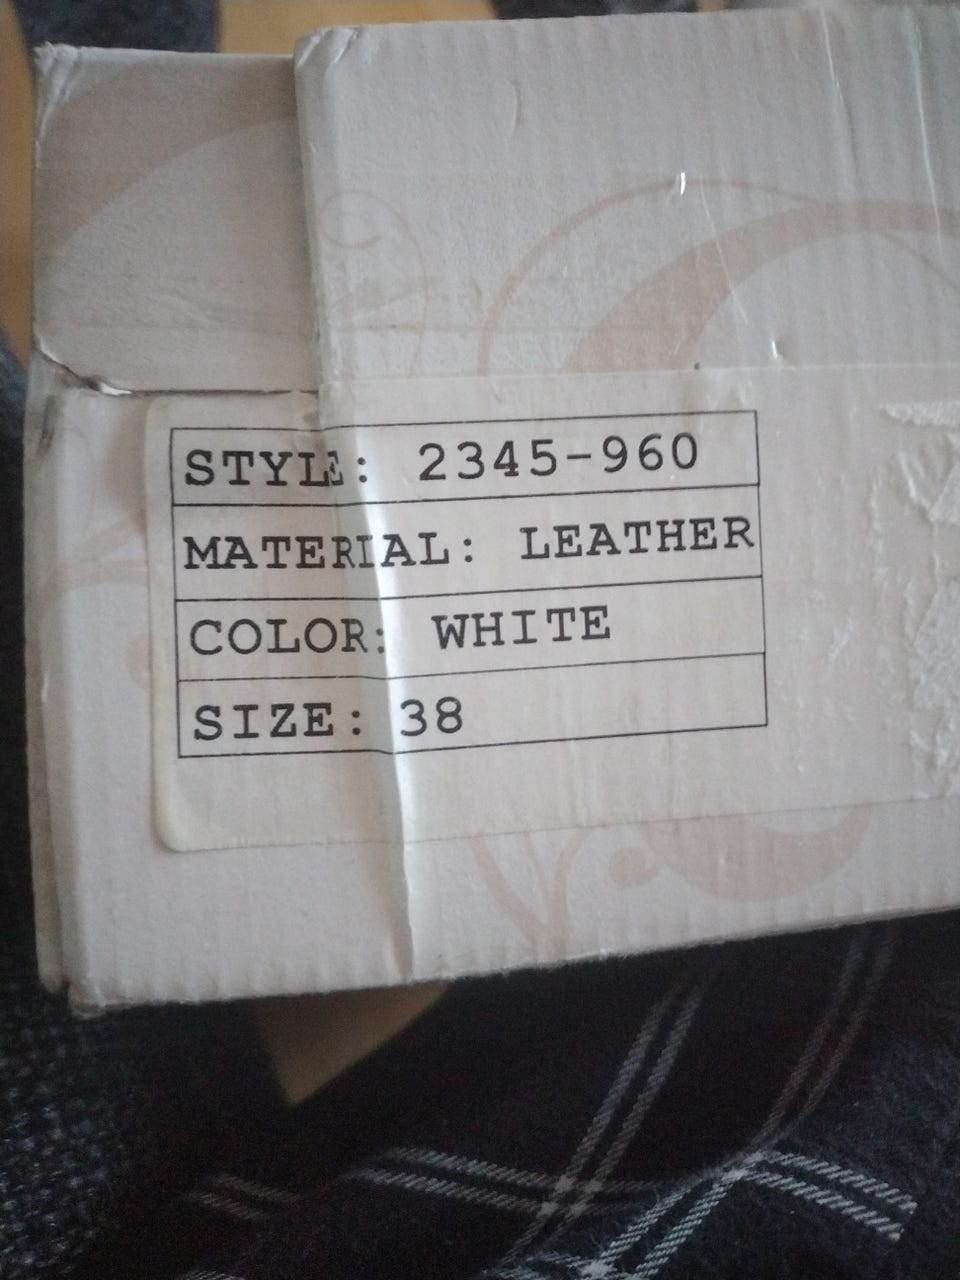 STYLE: 2345-960
MATERIAL: LEATHER
COLOR: WHITE
SIZE: 38